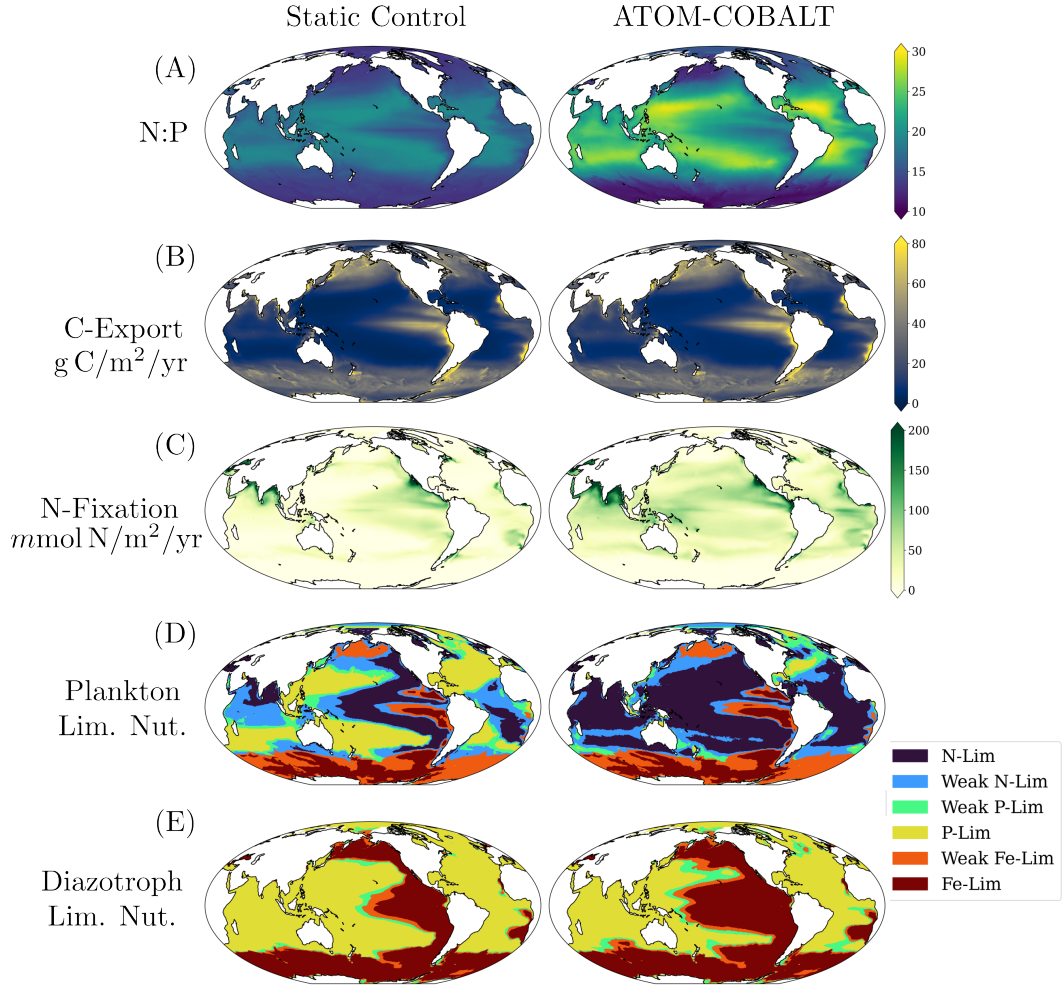 Static Control
ATOM-COBALT
(A)
N:P
30
25
20
15
10
(B)
C-Export
g C/m²/yr
80
60
40
20
0
(C)
N-Fixation
mmol N/m²/yr
200
150
100
50
0
(D)
Plankton
Lim. Nut.
(E)
Diazotroph
Lim. Nut.
N-Lim
Weak N-Lim
Weak P-Lim
P-Lim
Weak Fe-Lim
Fe-Lim